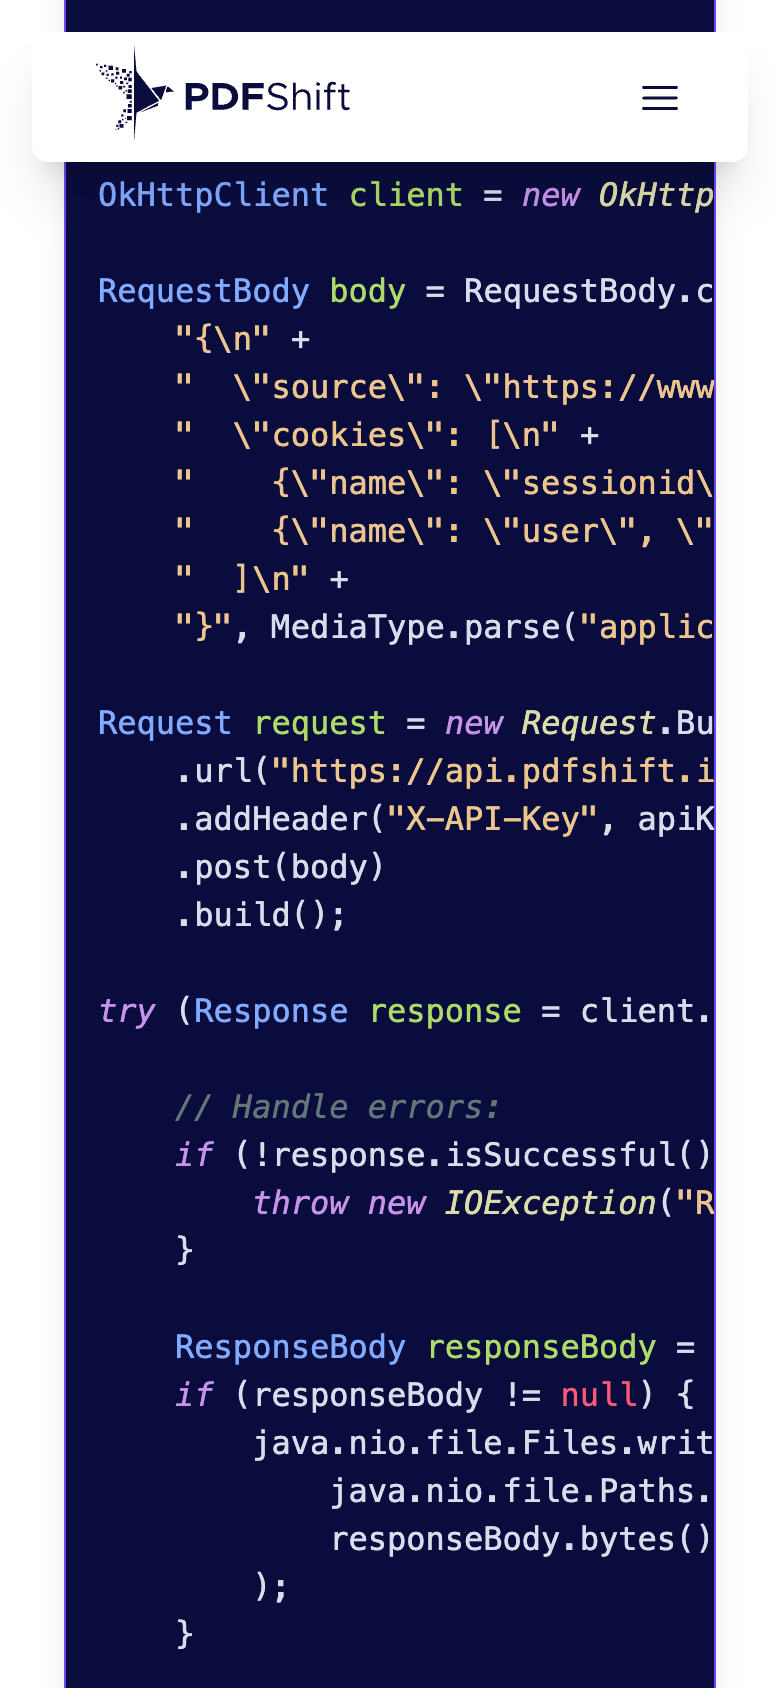 PDFShift
OkHttpClient client = new OkHttp
RequestBody body = RequestBody.c
    "{\n" +
    "  \"source\": \"https://www
    "  \"cookies\": [\n" +
    "    {\"name\": \"sessionid\
    "    {\"name\": \"user\", \"
    "  ]\n" +
    "}", MediaType.parse("applic
Request request = new Request.Bu
    .url("https://api.pdfshift.i
    .addHeader("X-API-Key", apiK
    .post(body)
    .build();
try (Response response = client.
    // Handle errors:
    if (!response.isSuccessful()
        throw new IOException("R
    }
    ResponseBody responseBody =
    if (responseBody != null) {
        java.nio.file.Files.writ
            java.nio.file.Paths.
            responseBody.bytes()
        );
    }